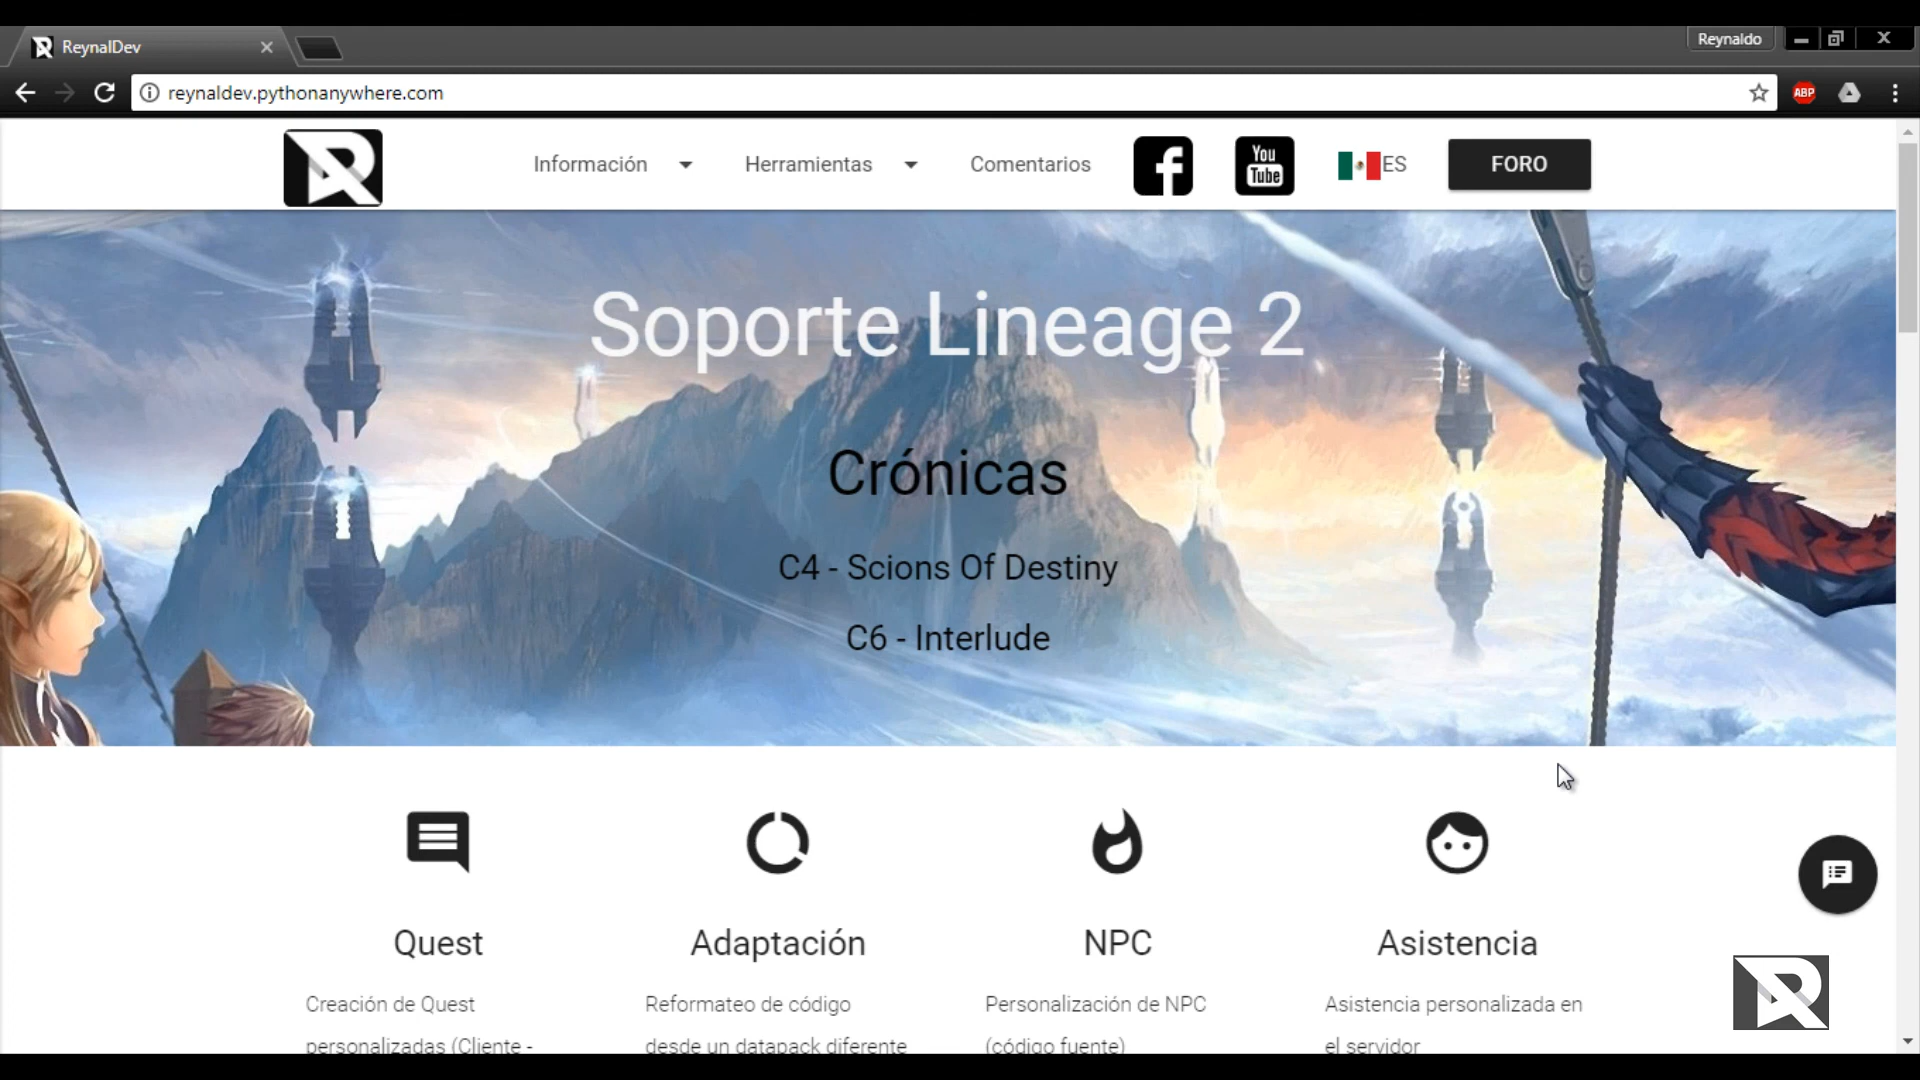 ReynalDev
Reynaldo
reynaldev.pythonanywhere.com
ABP
Información
Herramientas
Comentarios
You
Tube
ES
FORO
Soporte Lineage 2
Crónicas
C4 - Scions Of Destiny
C6 - Interlude
Quest
Adaptación
NPC
Asistencia
Creación de Quest
personalizadas (Cliente -
Reformateo de código
desde un datapack diferente
Personalización de NPC
(código fuente)
Asistencia personalizada en
el servidor